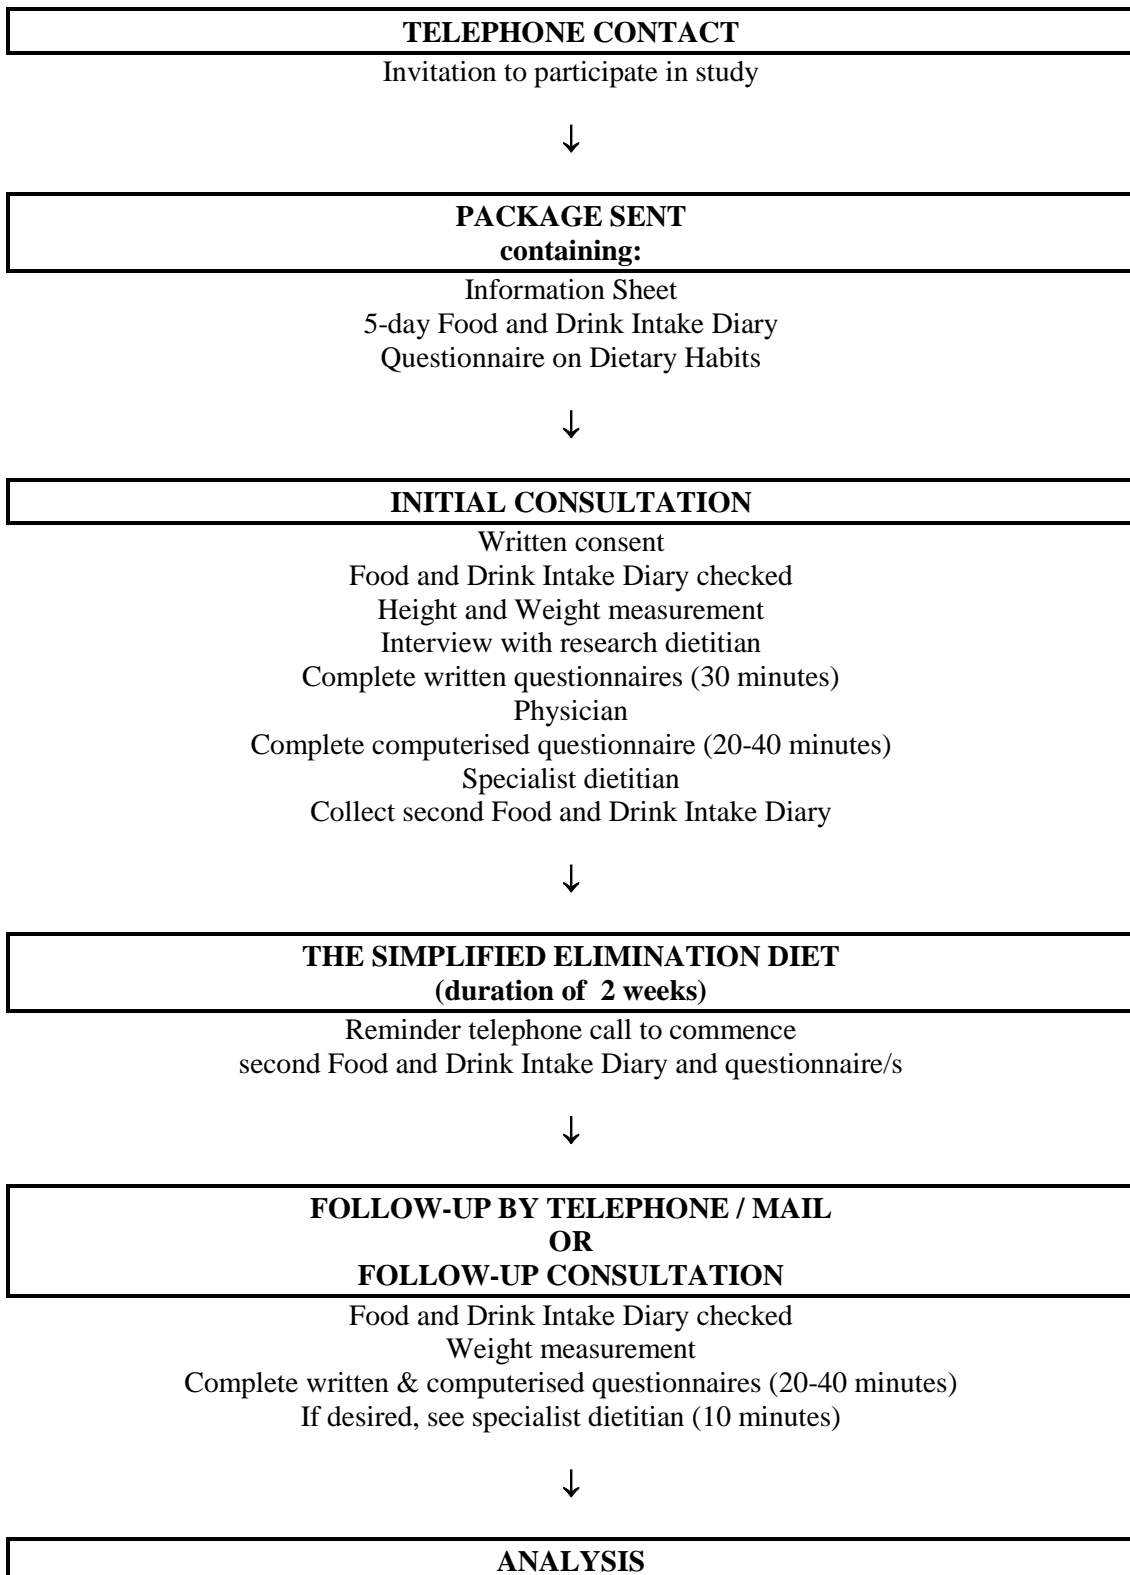 TELEPHONE CONTACT
Invitation to participate in study
↓
PACKAGE SENT
containing:
Information Sheet
5-day Food and Drink Intake Diary
Questionnaire on Dietary Habits
↓
INITIAL CONSULTATION
Written consent
Food and Drink Intake Diary checked
Height and Weight measurement
Interview with research dietitian
Complete written questionnaires (30 minutes)
Physician
Complete computerised questionnaire (20-40 minutes)
Specialist dietitian
Collect second Food and Drink Intake Diary
↓
THE SIMPLIFIED ELIMINATION DIET
(duration of 2 weeks)
Reminder telephone call to commence
second Food and Drink Intake Diary and questionnaire/s
↓
FOLLOW-UP BY TELEPHONE / MAIL
OR
FOLLOW-UP CONSULTATION
Food and Drink Intake Diary checked
Weight measurement
Complete written & computerised questionnaires (20-40 minutes)
If desired, see specialist dietitian (10 minutes)
↓
ANALYSIS